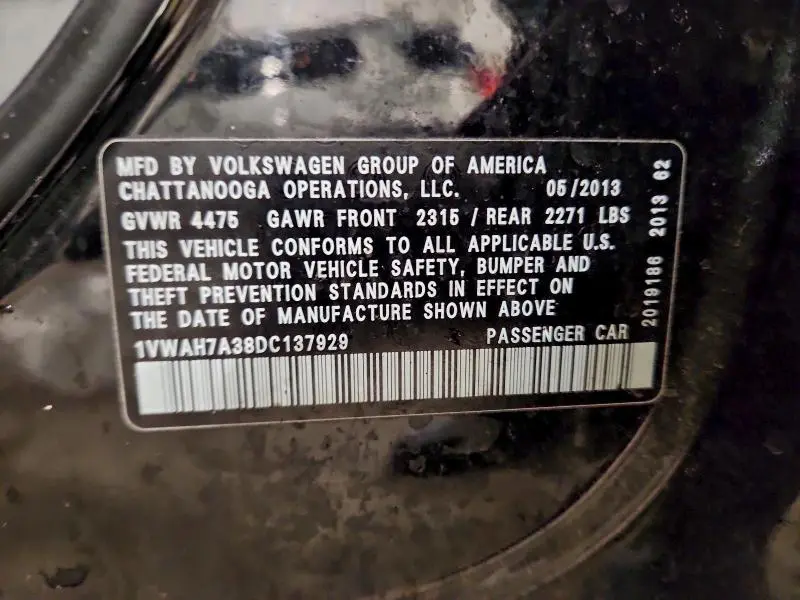 MFD BY VOLKSWAGEN GROUP OF AMERICA
CHATTANOOGA OPERATIONS, LLC. 05/2013
GVWR 4475 GAWR FRONT 2315 / REAR 2271 LBS
THIS VEHICLE CONFORMS TO ALL APPLICABLE U.S.
FEDERAL MOTOR VEHICLE SAFETY, BUMPER AND
THEFT PREVENTION STANDARDS IN EFFECT ON
THE DATE OF MANUFACTURE SHOWN ABOVE
1VWAH7A38DC137929 PASSENGER CAR
2019186 2013 62